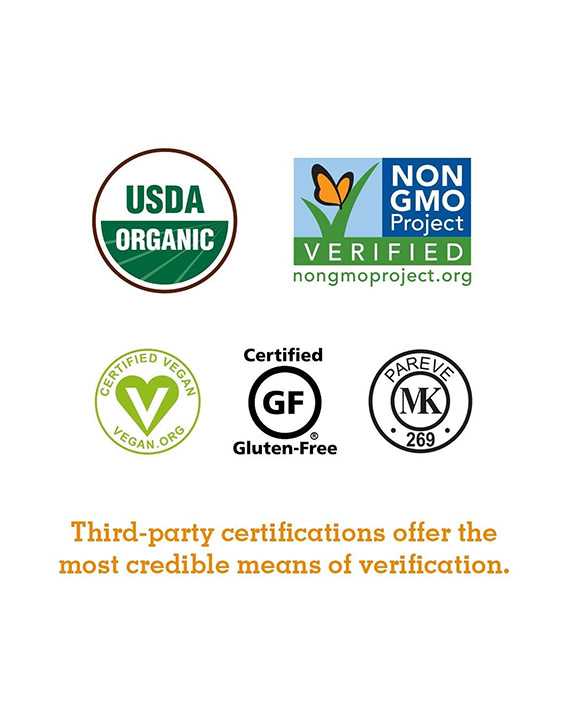 USDA
ORGANIC
NON
GMO
Project
VERIFIED
nongmoproject.org
CERTIFIED VEGAN
V
VEGAN.ORG
Certified
GF
®
Gluten-Free
PAREVE
MK
• 269 •
Third-party certifications offer the
most credible means of verification.